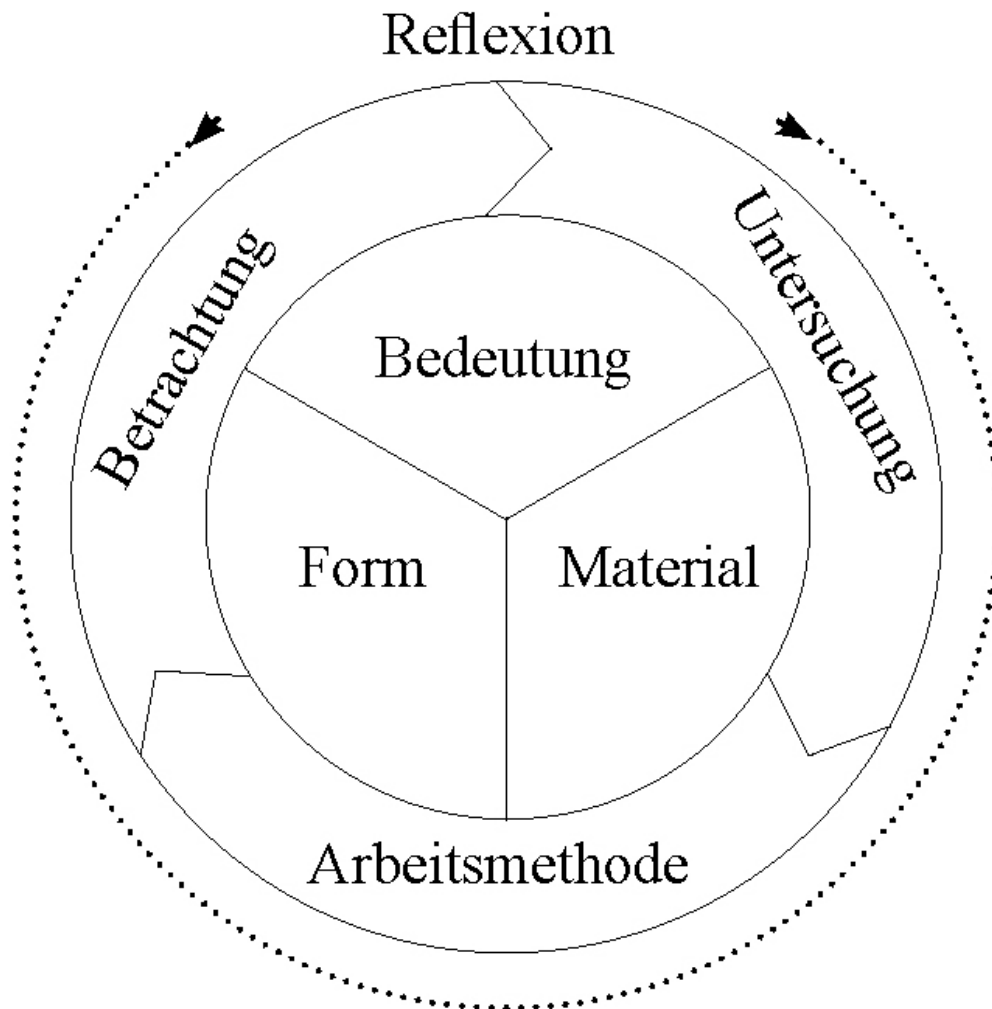 Reflexion
Betrachtung
Untersuchung
Bedeutung
Form
Material
Arbeitsmethode